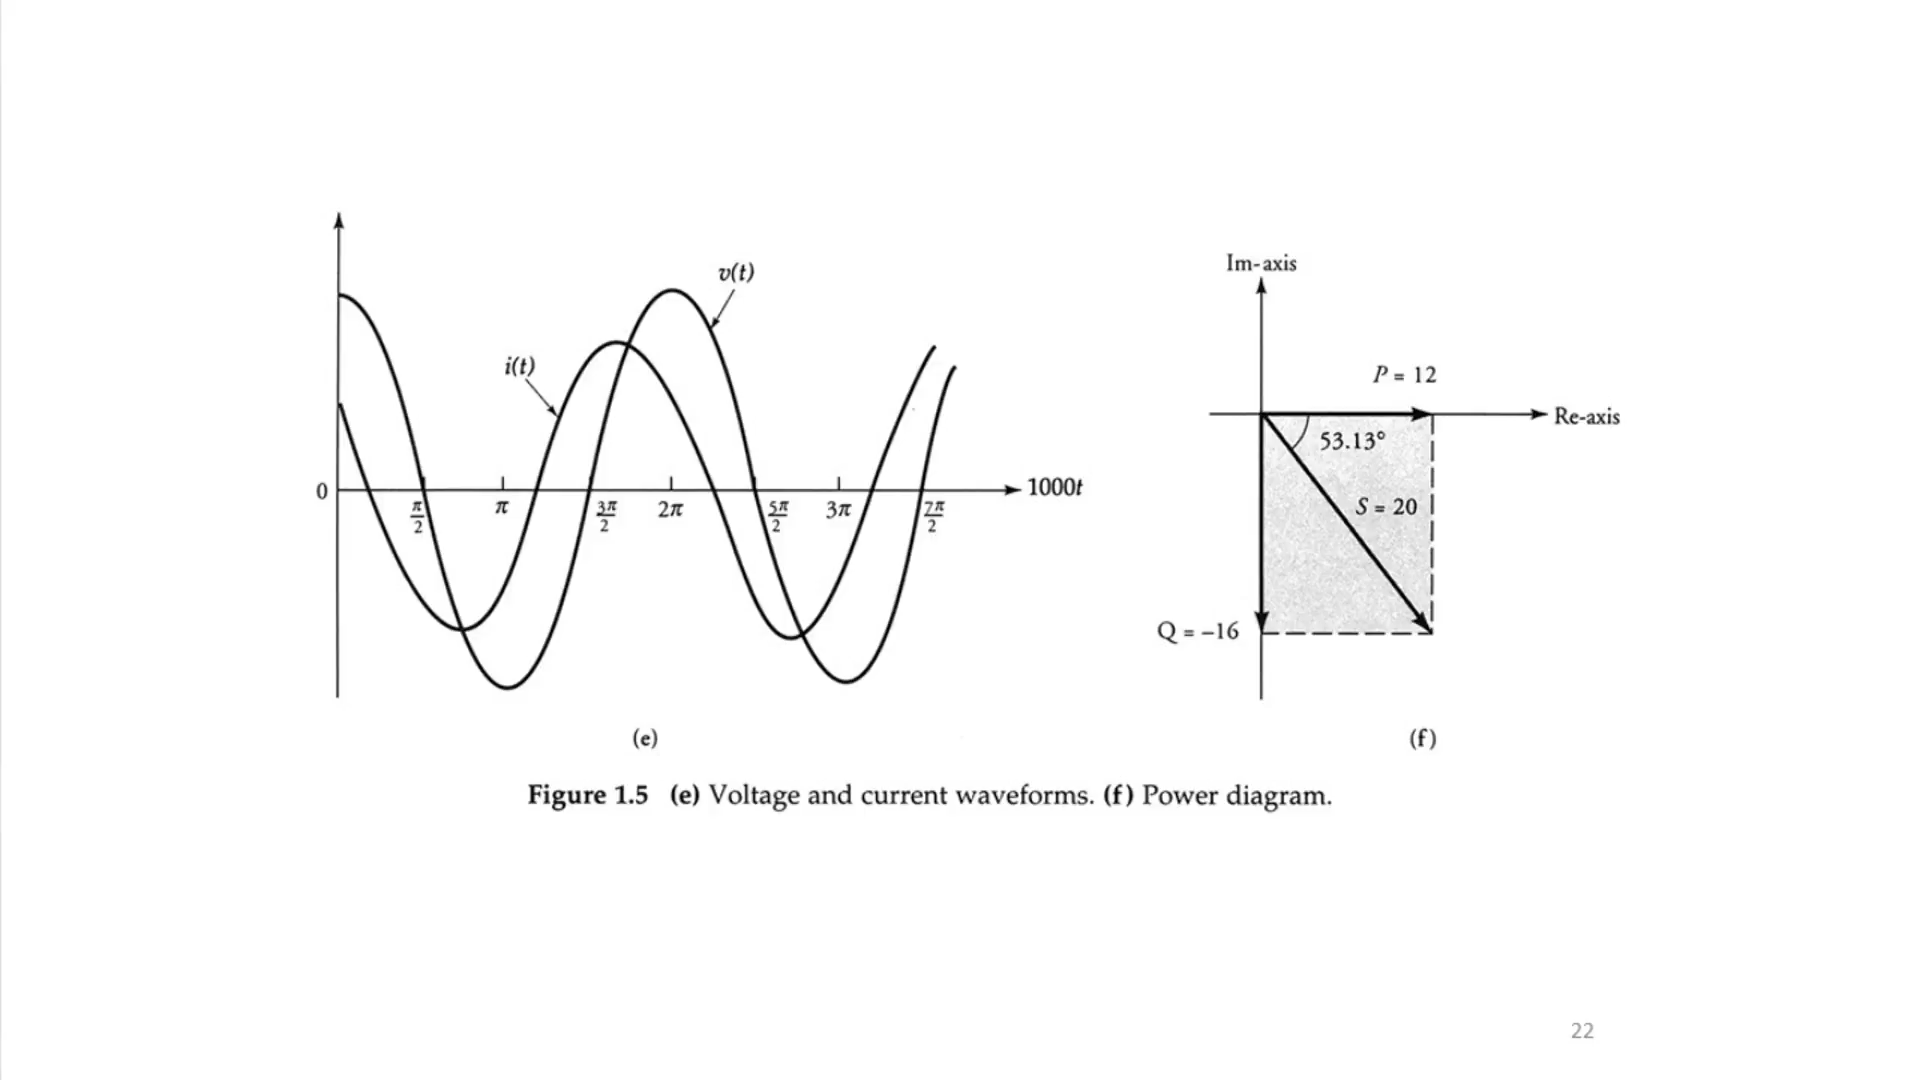 v(t)
i(t)
0
π/2
π
3π/2
2π
5π/2
3π
7π/2
1000t
(e)
Im-axis
P = 12
Re-axis
53.13°
S = 20
Q = −16
(f)
Figure 1.5 (e) Voltage and current waveforms. (f) Power diagram.
22